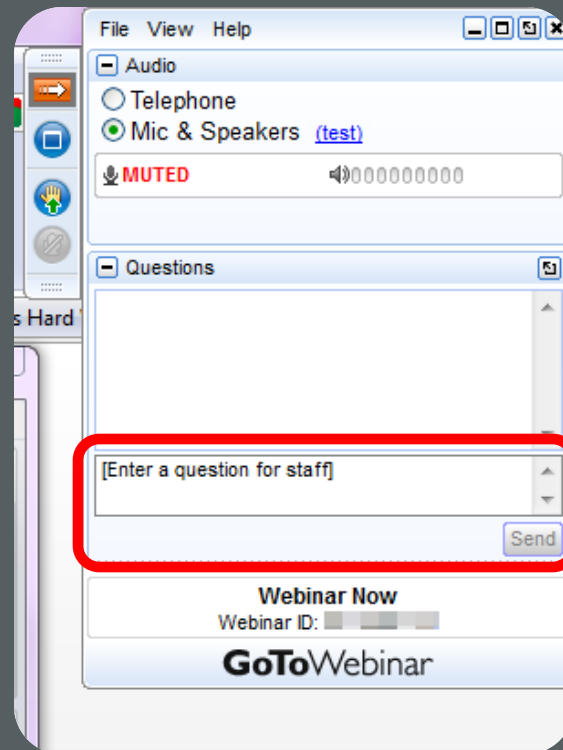 File View Help
Audio
Telephone
Mic & Speakers (test)
MUTED 000000000
Questions
s Hard
[Enter a question for staff]
Send
Webinar Now
Webinar ID:
GoToWebinar